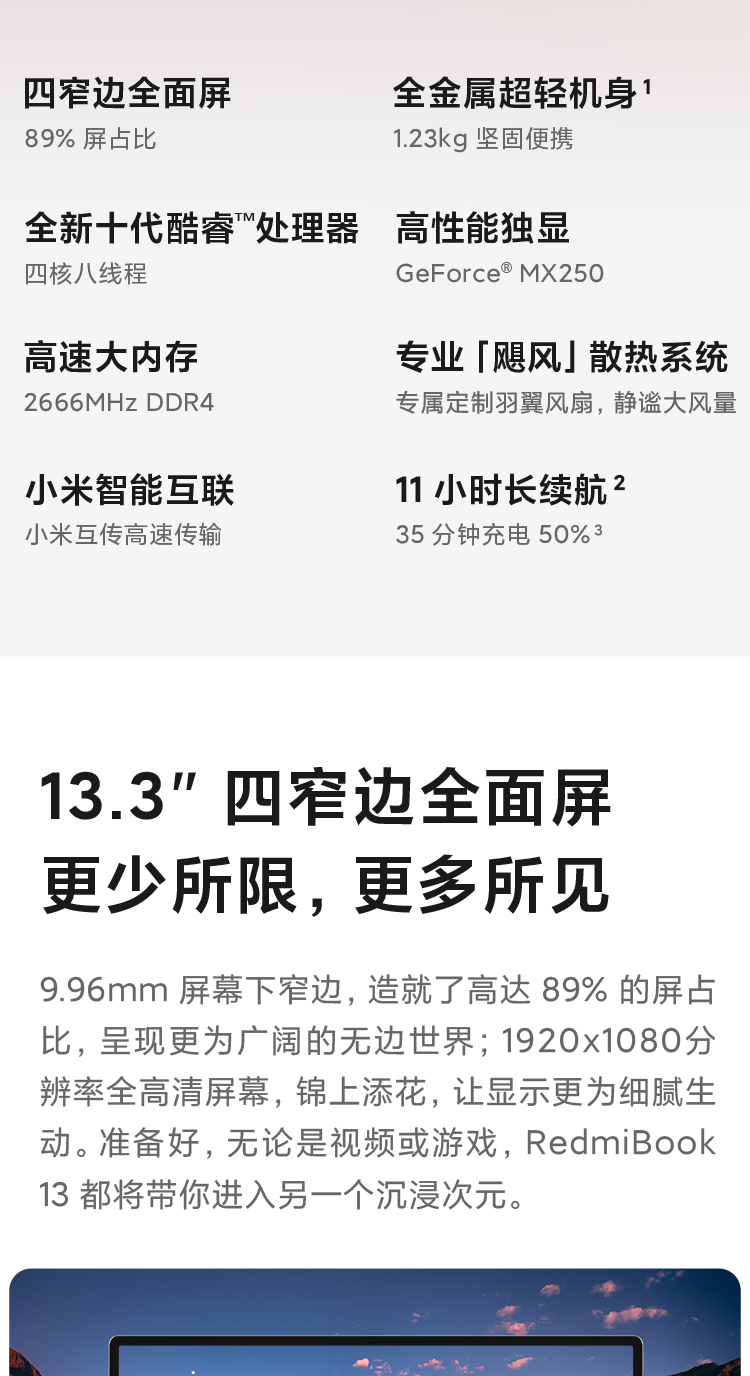 四窄边全面屏
89% 屏占比
全金属超轻机身¹
1.23kg 坚固便携
全新十代酷睿™处理器
四核八线程
高性能独显
GeForce® MX250
高速大内存
2666MHz DDR4
专业「飓风」散热系统
专属定制羽翼风扇，静谧大风量
小米智能互联
小米互传高速传输
11 小时长续航²
35 分钟充电 50%³
13.3″ 四窄边全面屏
更少所限，更多所见
9.96mm 屏幕下窄边，造就了高达 89% 的屏占
比，呈现更为广阔的无边世界；1920x1080分
辨率全高清屏幕，锦上添花，让显示更为细腻生
动。准备好，无论是视频或游戏，RedmiBook
13 都将带你进入另一个沉浸次元。